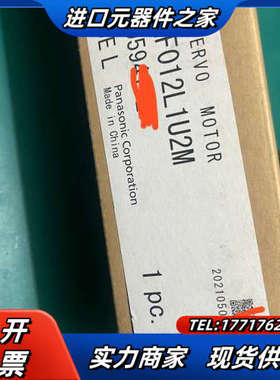 进口元器件之家
SERVO MOTOR
F012L1U2M
59
EL
Panasonic Corporation
Made in China
2021050
1 pc.
开
票
TEL:1771762
实力商家 现货供